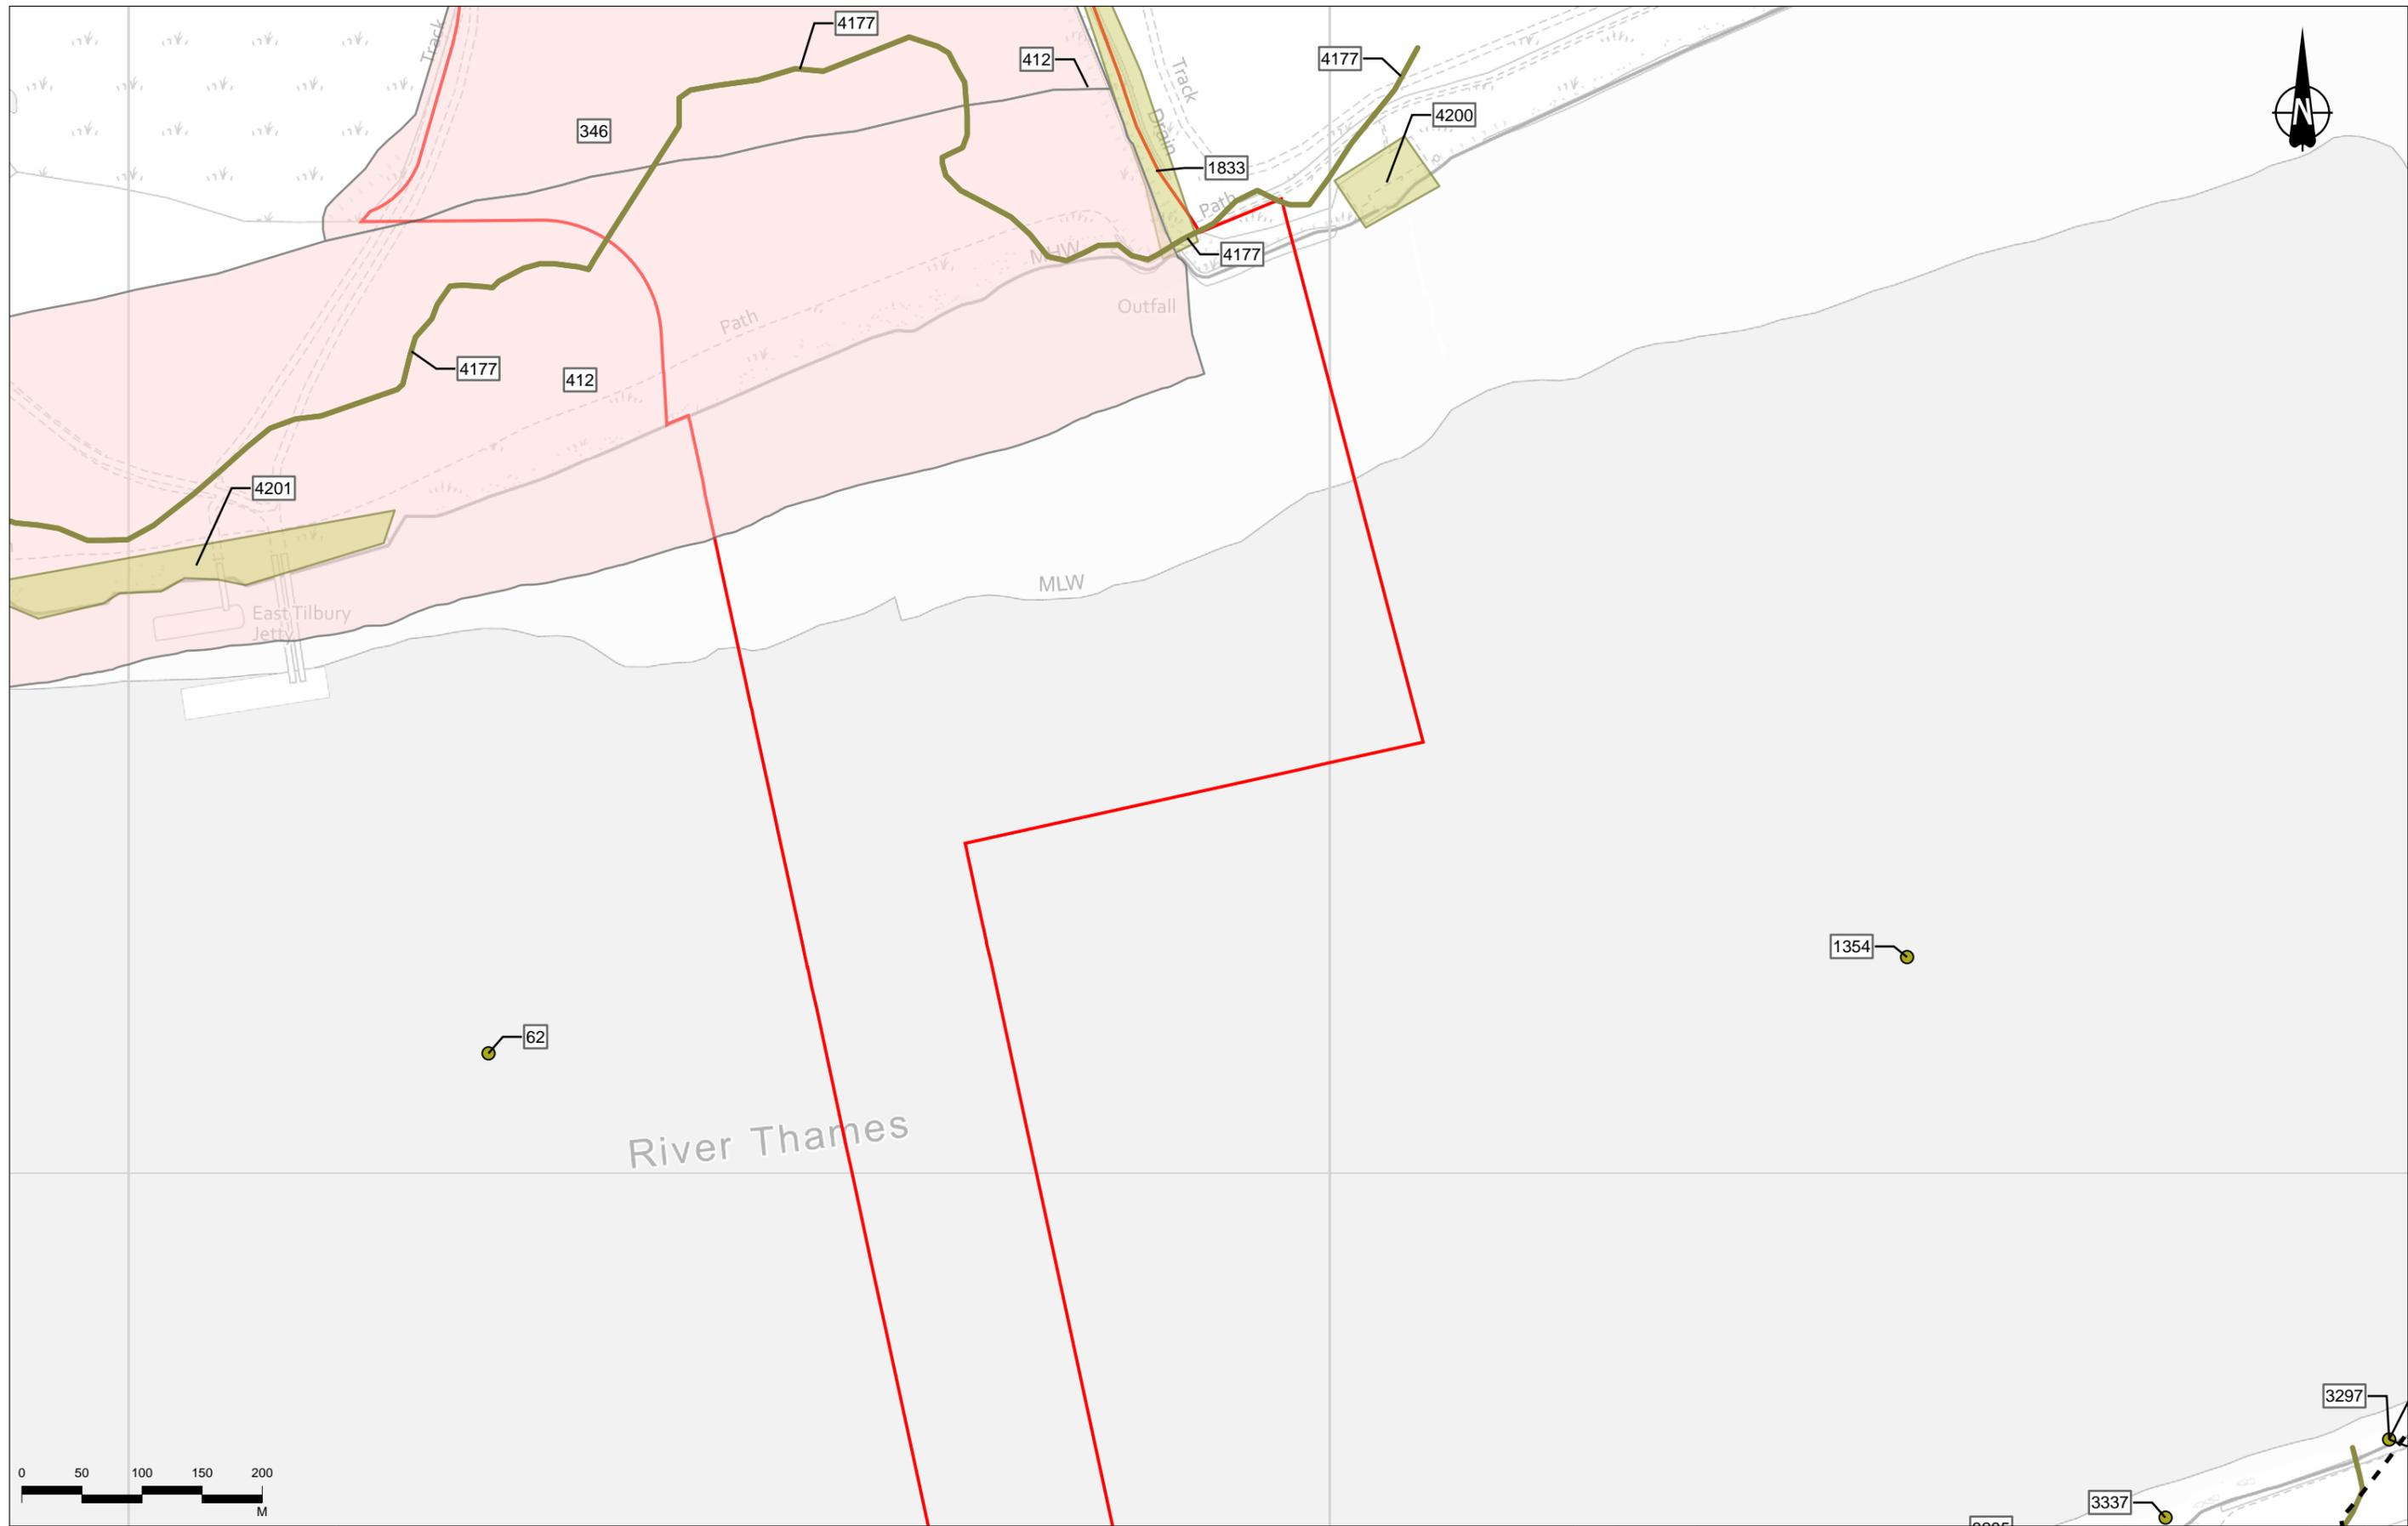 4177
Track
412
4177
N
Track
4200
346
Drain
1833
Path
MHW
4177
Outfall
Path
4177
412
4201
MLW
East Tilbury
Jetty
1354
62
River Thames
3297
0 50 100 150 200
M
3337